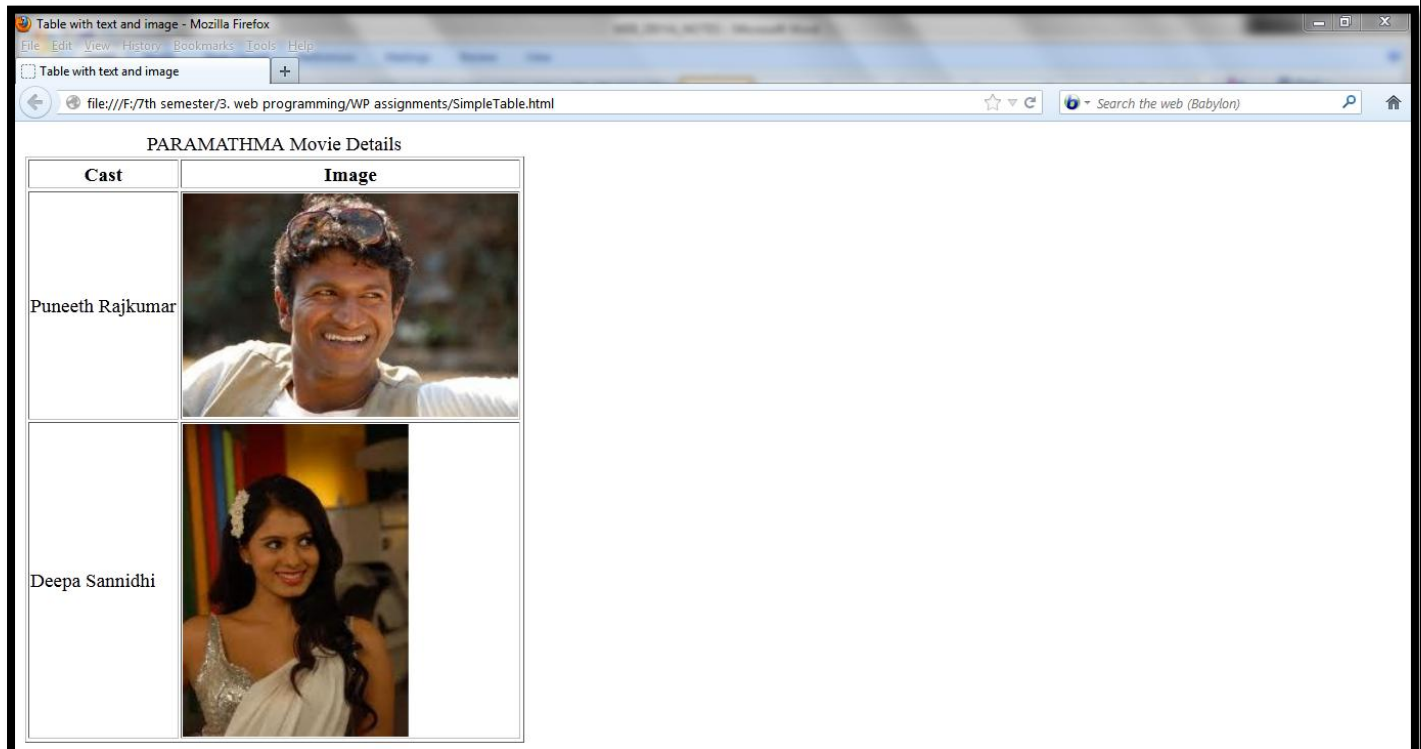 Table with text and image - Mozilla Firefox
File Edit View History Bookmarks Tools Help
Table with text and image +
file:///F:/7th semester/3. web programming/WP assignments/SimpleTable.html
Search the web (Babylon)
PARAMATHMA Movie Details
Cast Image
Puneeth Rajkumar
Deepa Sannidhi